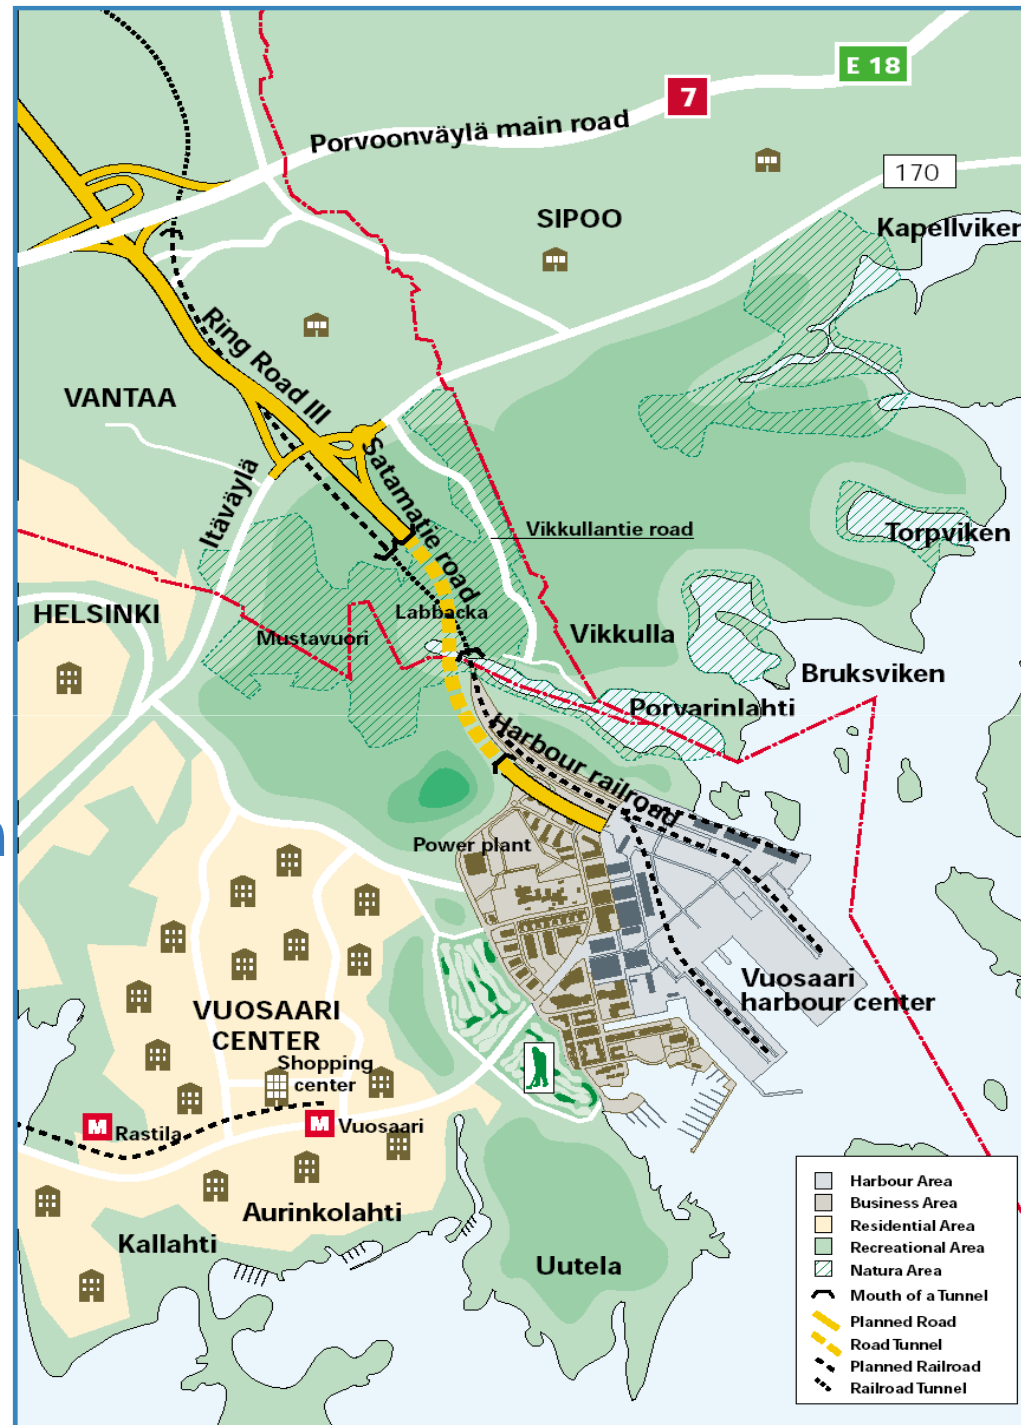 E 18
7
Porvoonväylä main road
170
SIPOO
Kapellviken
Ring Road III
VANTAA
Satamatie road
Itäväylä
Vikkullantie road
Torpviken
HELSINKI
Labbacka
Mustavuori
Vikkulla
Bruksviken
Porvarinlahti
Harbour railroad
Power plant
Vuosaari
harbour center
VUOSAARI
CENTER
Shopping
center
M
Rastila
M
Vuosaari
Aurinkolahti
Kallahti
Uutela
Harbour Area
Business Area
Residential Area
Recreational Area
Natura Area
Mouth of a Tunnel
Planned Road
Road Tunnel
Planned Railroad
Railroad Tunnel